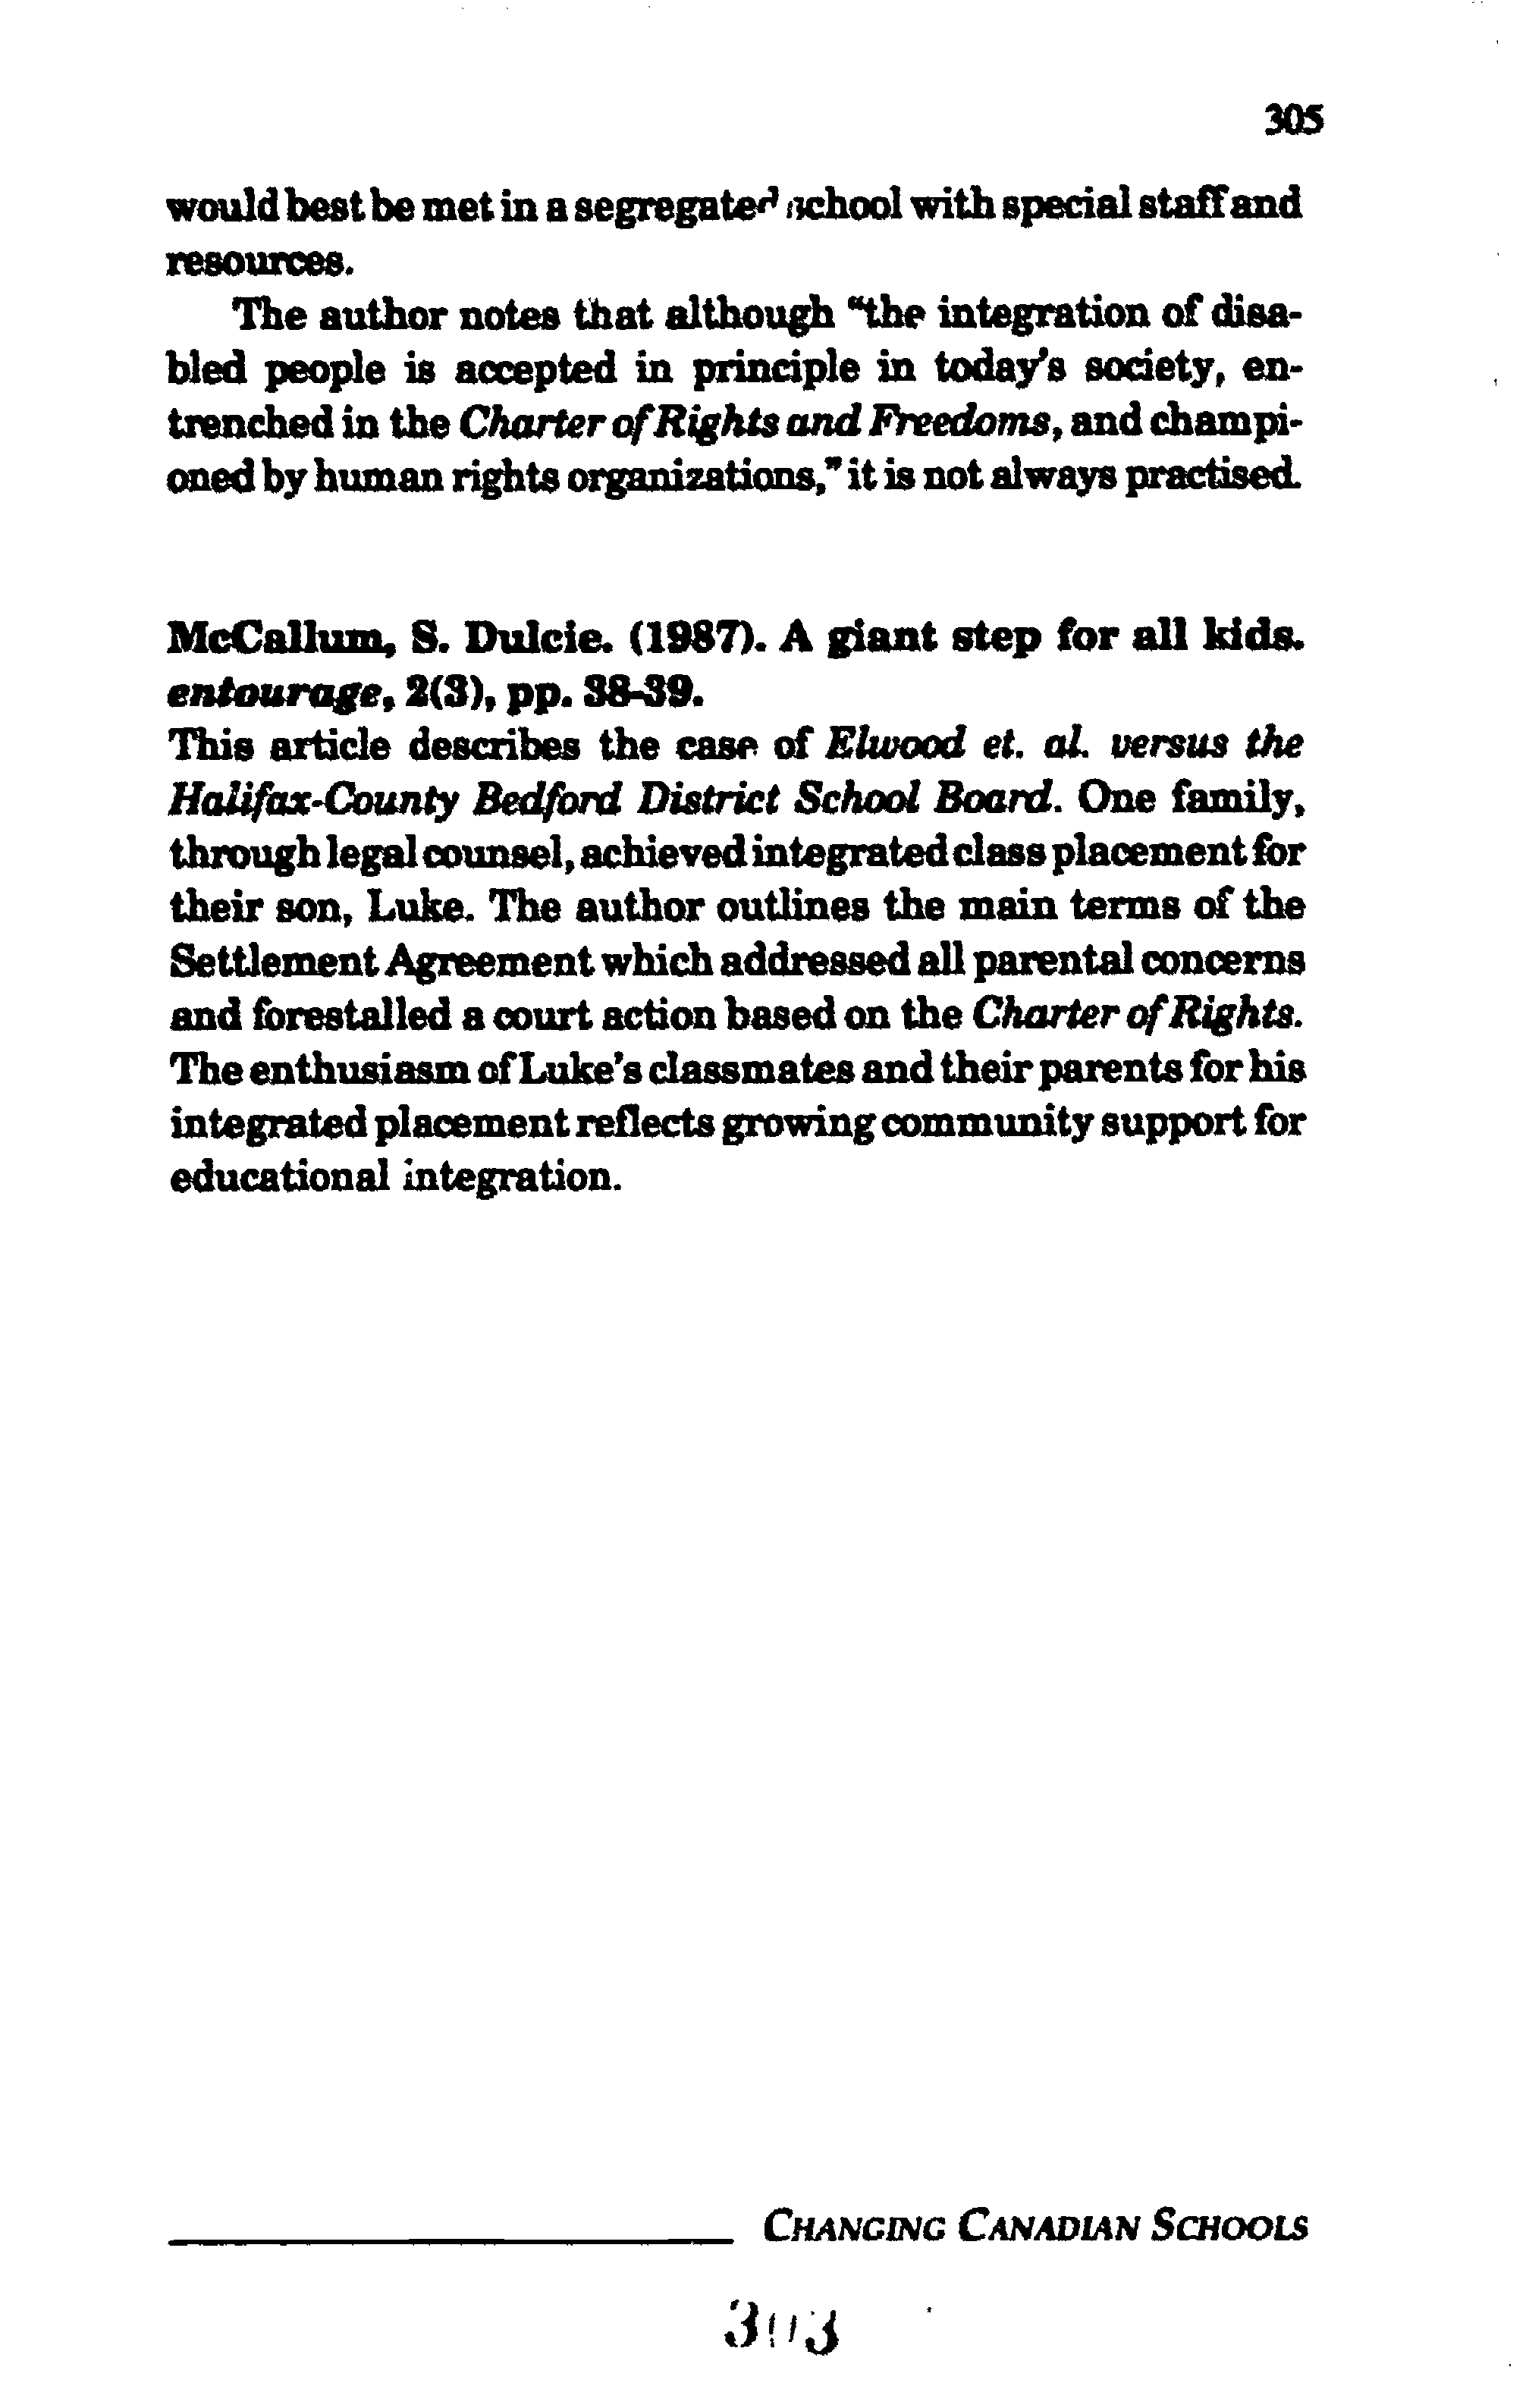 305
would best be met in a segregated school with special staff and
resources.
The author notes that although "the integration of disa-
bled people is accepted in principle in today's society, en-
trenched in the Charter of Rights and Freedoms, and champi-
oned by human rights organizations," it is not always practised.
McCallum, S. Dulcie. (1987). A giant step for all kids.
entourage, 2(3), pp. 38-39.
This article describes the case of Elwood et. al. versus the
Halifax-County Bedford District School Board. One family,
through legal counsel, achieved integrated class placement for
their son, Luke. The author outlines the main terms of the
Settlement Agreement which addressed all parental concerns
and forestalled a court action based on the Charter of Rights.
The enthusiasm of Luke's classmates and their parents for his
integrated placement reflects growing community support for
educational integration.
CHANGING CANADIAN SCHOOLS
303